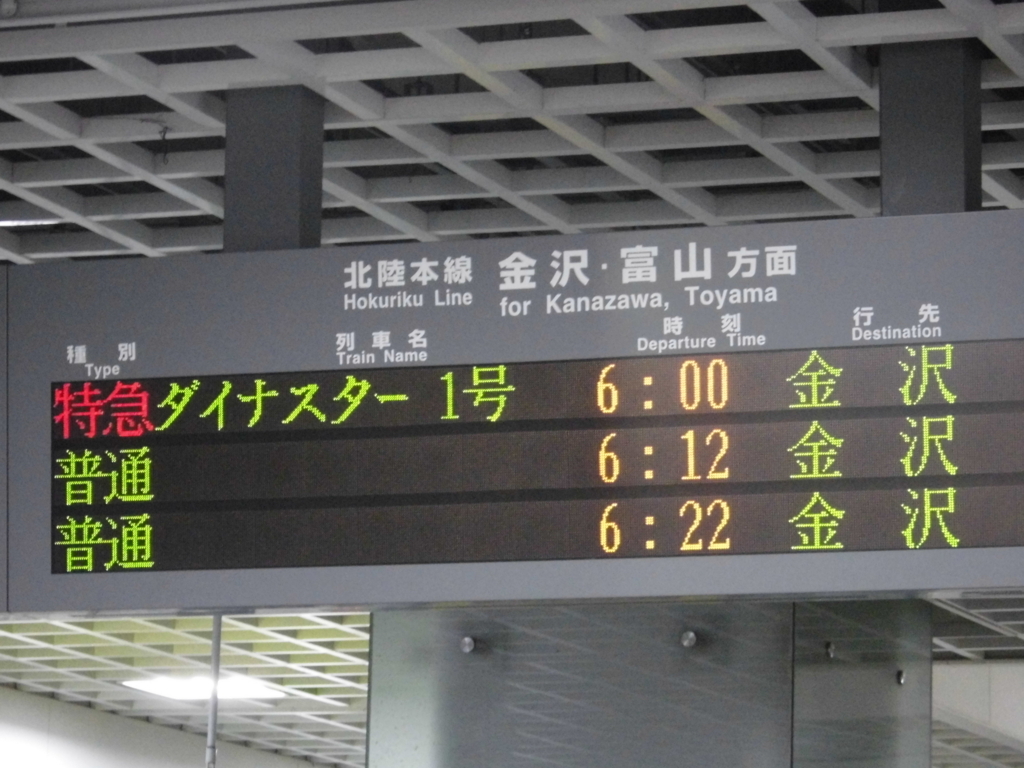 北陸本線 金沢・富山方面
Hokuriku Line for Kanazawa, Toyama
種別 列車名 時刻 行先
Type Train Name Departure Time Destination
特急 ダイナスター 1号 6:00 金沢
普通 6:12 金沢
普通 6:22 金沢